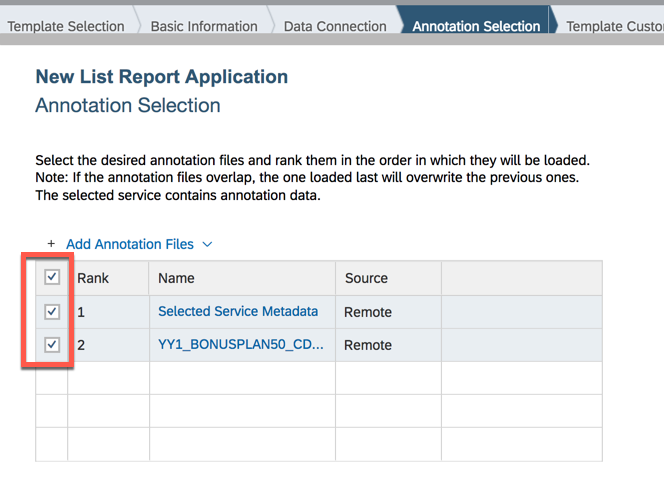 Template Selection Basic Information Data Connection Annotation Selection Template Custo
New List Report Application
Annotation Selection
Select the desired annotation files and rank them in the order in which they will be loaded.
Note: If the annotation files overlap, the one loaded last will overwrite the previous ones.
The selected service contains annotation data.
+ Add Annotation Files
Rank Name Source
1 Selected Service Metadata Remote
2 YY1_BONUSPLAN50_CD... Remote